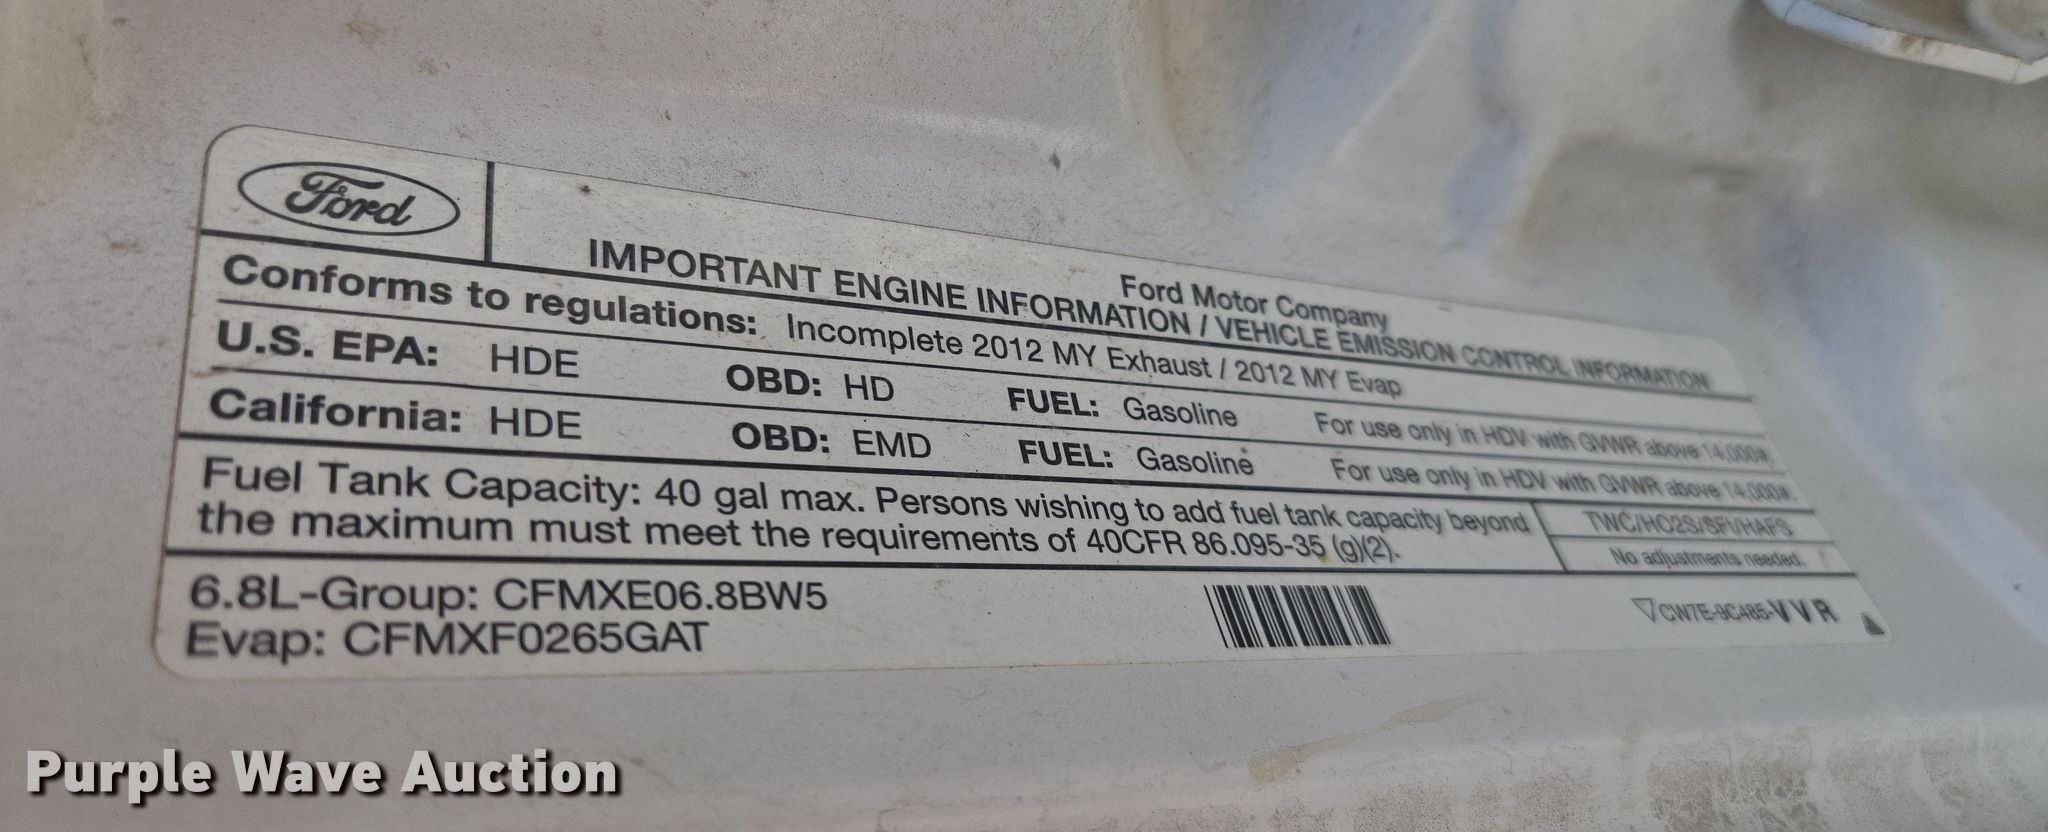 Ford
Ford Motor Company
IMPORTANT ENGINE INFORMATION / VEHICLE EMISSION CONTROL INFORMATION
Conforms to regulations: Incomplete 2012 MY Exhaust / 2012 MY Evap
U.S. EPA: HDE OBD: HD FUEL: Gasoline For use only in HDV with GVWR above 14,000#.
California: HDE OBD: EMD FUEL: Gasoline For use only in HDV with GVWR above 14,000#.
Fuel Tank Capacity: 40 gal max. Persons wishing to add fuel tank capacity beyond
the maximum must meet the requirements of 40CFR 86.095-35 (g)(2).
TWC/HO2S/SFI/HAFS
No adjustments needed.
6.8L-Group: CFMXE06.8BW5
Evap: CFMXF0265GAT
CW7E-9C485-VVR
Purple Wave Auction